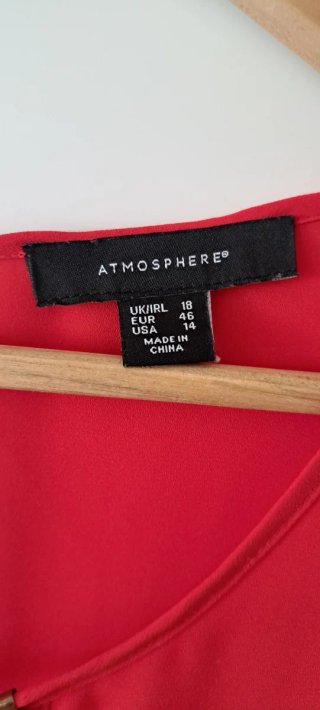 ATMOSPHERE®
UK/IRL 18
EUR 46
USA 14
MADE IN
CHINA